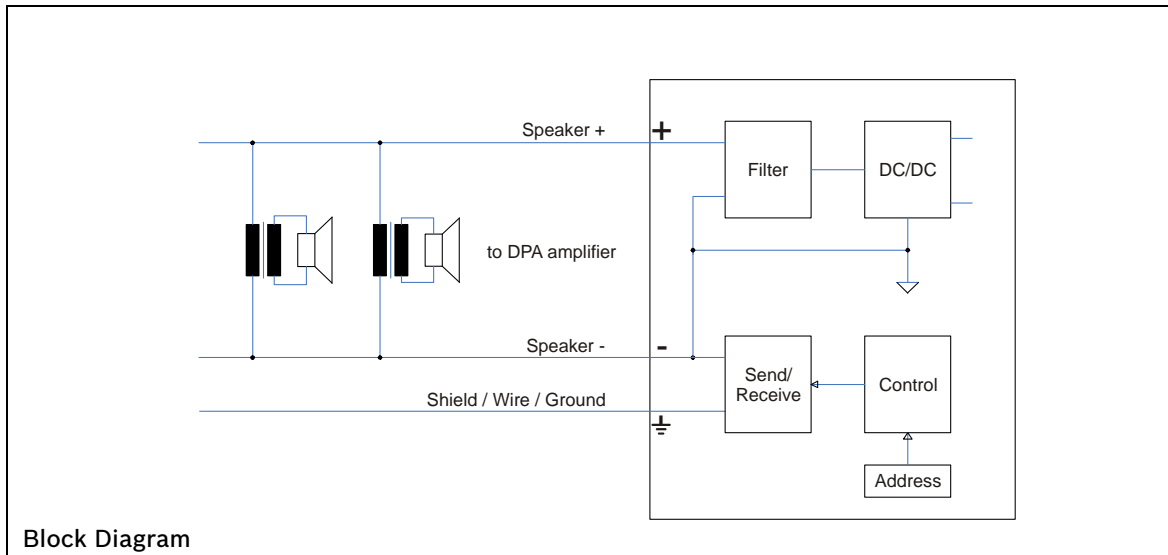 Speaker +
+
Filter
DC/DC
to DPA amplifier
Speaker -
-
Send/
Receive
Control
Shield / Wire / Ground
Address
Block Diagram